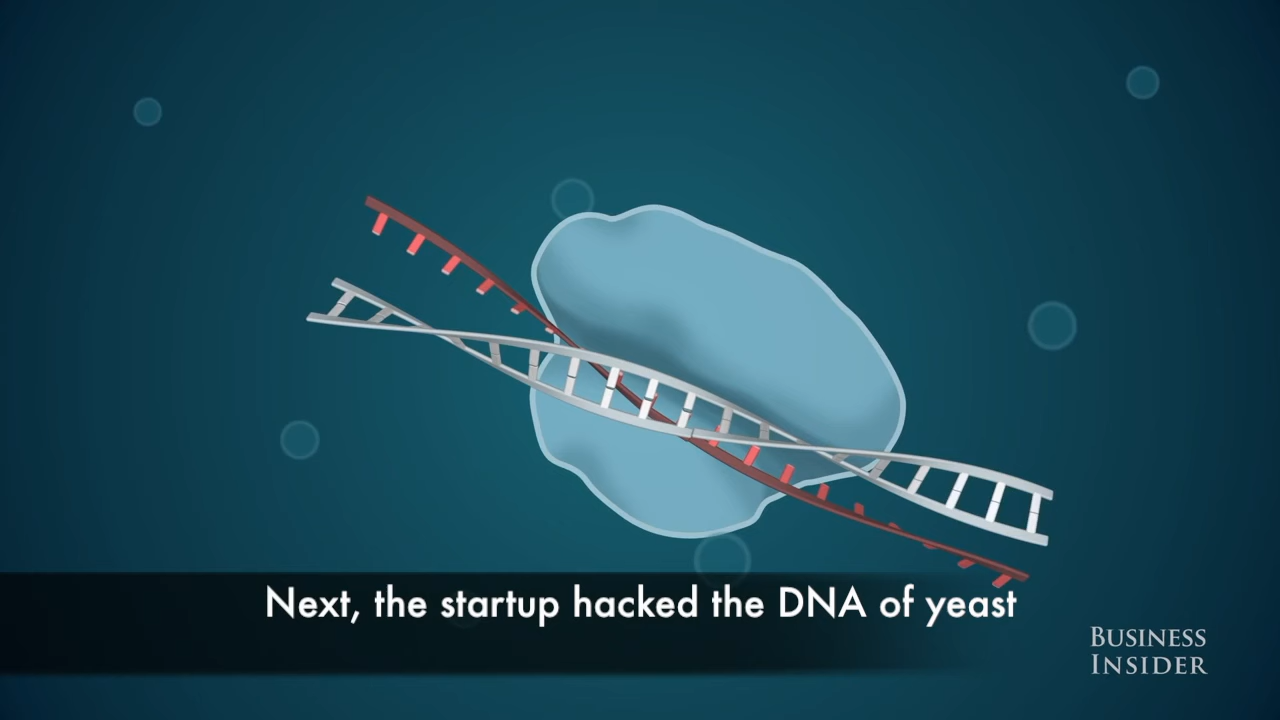 Next, the startup hacked the DNA of yeast
BUSINESS
INSIDER